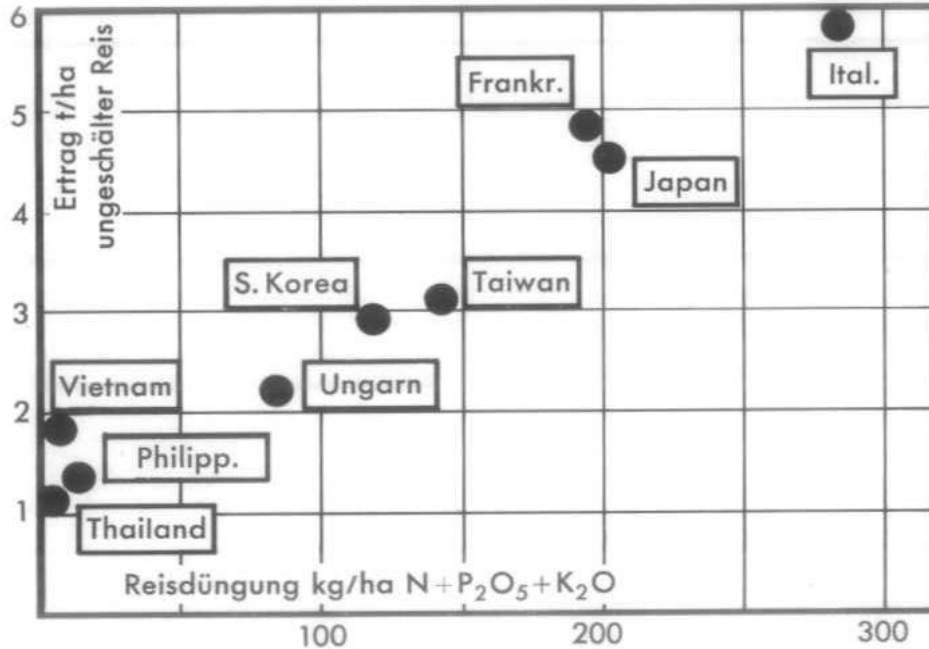 6
5
4
3
2
1
Ertrag t/ha
ungeschälter Reis
Frankr.
Ital.
Japan
S. Korea
Taiwan
Vietnam
Ungarn
Philipp.
Thailand
Reisdüngung kg/ha N+P₂O₅+K₂O
100
200
300